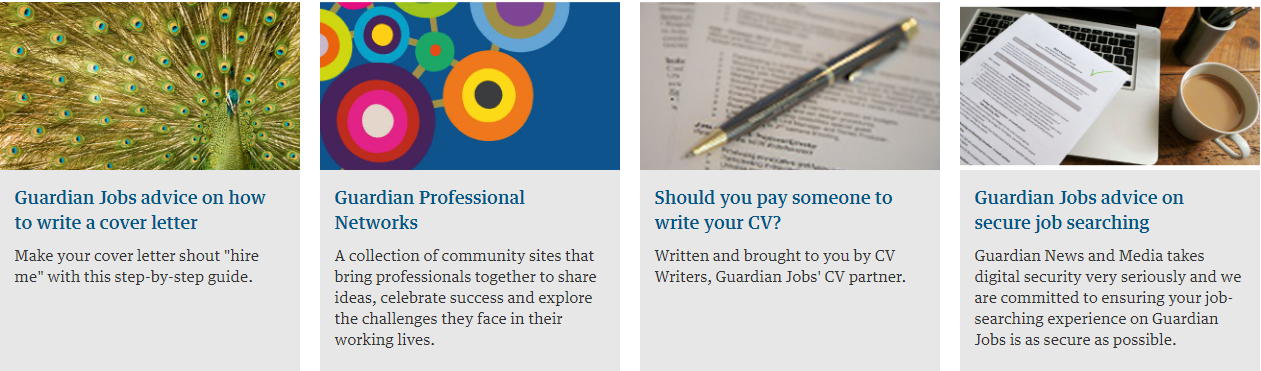 Guardian Jobs advice on how
to write a cover letter
Make your cover letter shout "hire
me" with this step-by-step guide.
Guardian Professional
Networks
A collection of community sites that
bring professionals together to share
ideas, celebrate success and explore
the challenges they face in their
working lives.
Should you pay someone to
write your CV?
Written and brought to you by CV
Writers, Guardian Jobs' CV partner.
Guardian Jobs advice on
secure job searching
Guardian News and Media takes
digital security very seriously and we
are committed to ensuring your job-
searching experience on Guardian
Jobs is as secure as possible.